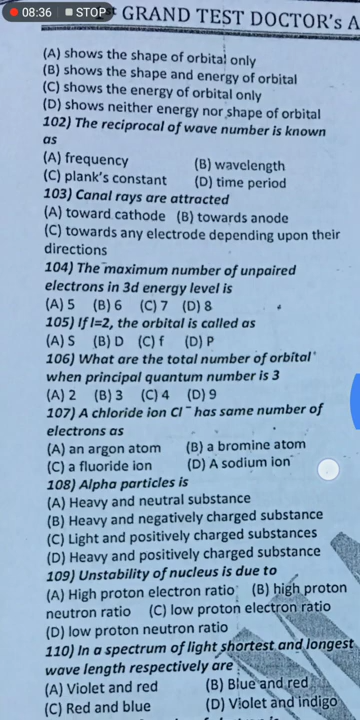 08:36 STOP GRAND TEST DOCTOR'S A
(A) shows the shape of orbital only
(B) shows the shape and energy of orbital
(C) shows the energy of orbital only
(D) shows neither energy nor shape of orbital
102) The reciprocal of wave number is known
as
(A) frequency (B) wavelength
(C) plank's constant (D) time period
103) Canal rays are attracted
(A) toward cathode (B) towards anode
(C) towards any electrode depending upon their
directions
104) The maximum number of unpaired
electrons in 3d energy level is
(A) 5 (B) 6 (C) 7 (D) 8
105) If l=2, the orbital is called as
(A) S (B) D (C) f (D) P
106) What are the total number of orbital
when principal quantum number is 3
(A) 2 (B) 3 (C) 4 (D) 9
107) A chloride ion Cl⁻ has same number of
electrons as
(A) an argon atom (B) a bromine atom
(C) a fluoride ion (D) A sodium ion
108) Alpha particles is
(A) Heavy and neutral substance
(B) Heavy and negatively charged substance
(C) Light and positively charged substances
(D) Heavy and positively charged substance
109) Unstability of nucleus is due to
(A) High proton electron ratio (B) high proton
neutron ratio (C) low proton electron ratio
(D) low proton neutron ratio
110) In a spectrum of light shortest and longest
wave length respectively are
(A) Violet and red (B) Blue and red
(C) Red and blue (D) Violet and indigo